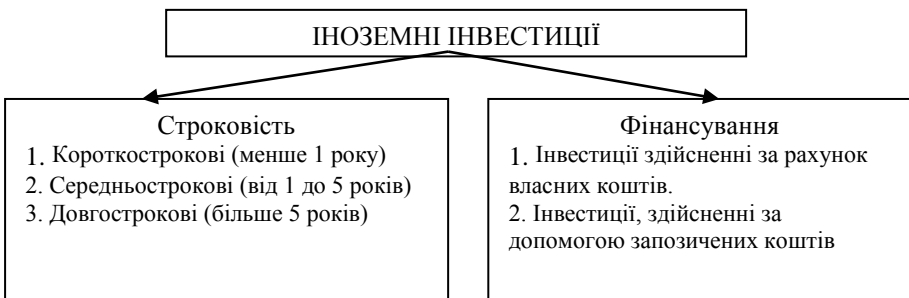 ІНОЗЕМНІ ІНВЕСТИЦІЇ
Строковість
1. Короткострокові (менше 1 року)
2. Середньострокові (від 1 до 5 років)
3. Довгострокові (більше 5 років)
Фінансування
1. Інвестиції здійсненні за рахунок
власних коштів.
2. Інвестиції, здійсненні за
допомогою запозичених коштів